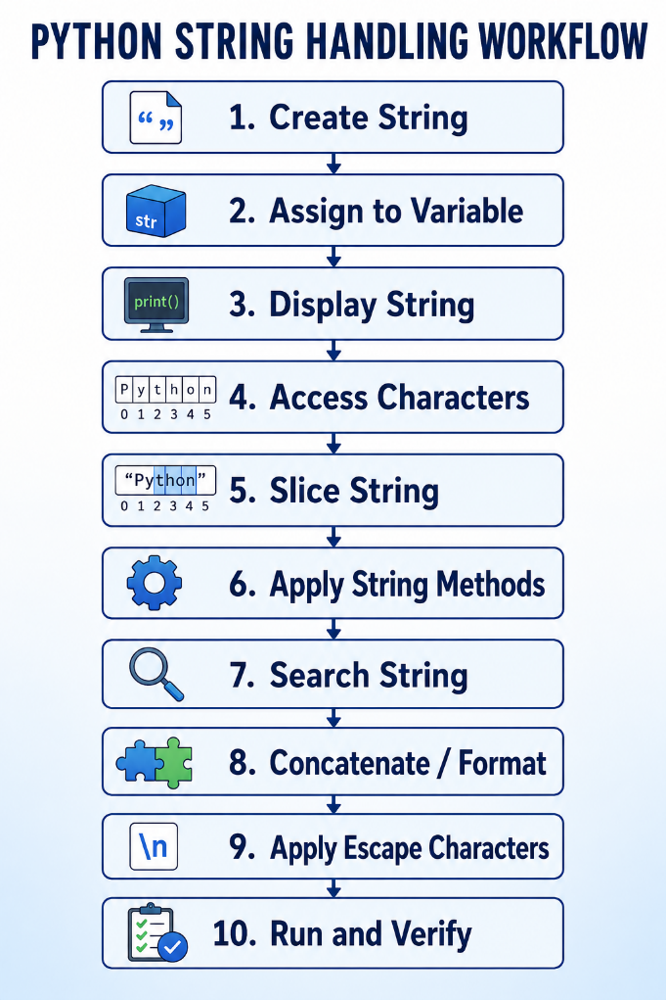 PYTHON STRING HANDLING WORKFLOW
“ ”
1. Create String
str
2. Assign to Variable
print()
3. Display String
P y t h o n
0 1 2 3 4 5
4. Access Characters
“Python”
0 1 2 3 4 5
5. Slice String
6. Apply String Methods
7. Search String
8. Concatenate / Format
\n
9. Apply Escape Characters
10. Run and Verify